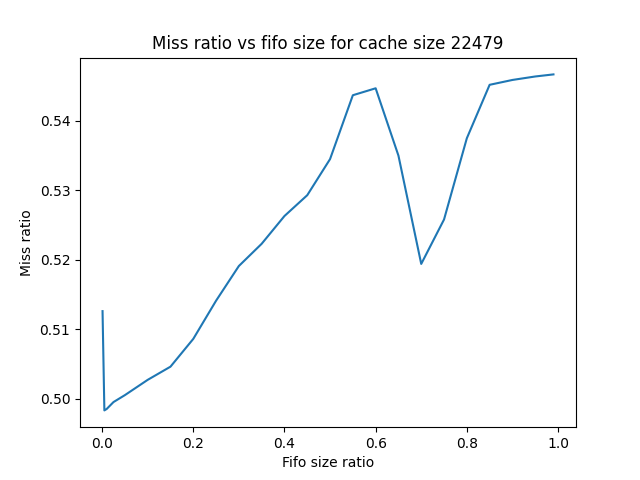 Miss ratio vs fifo size for cache size 22479
0.54
0.53
0.52
0.51
0.50
Miss ratio
0.0 0.2 0.4 0.6 0.8 1.0
Fifo size ratio